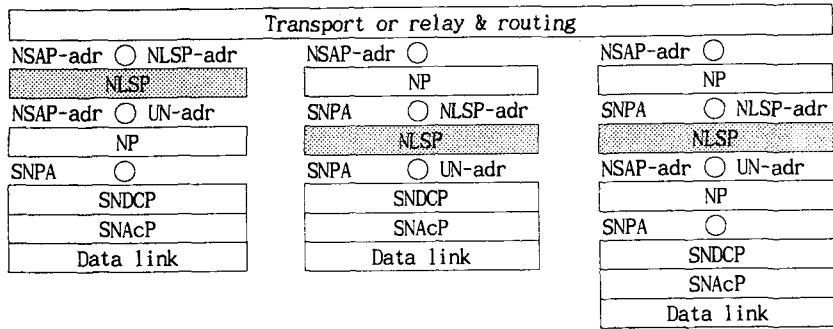 Transport or relay & routing
NSAP-adr NLSP-adr
NLSP
NSAP-adr UN-adr
NP
SNPA
SNDCP
SNAcP
Data link
NSAP-adr
NP
SNPA NLSP-adr
NLSP
SNPA UN-adr
SNDCP
SNAcP
Data link
NSAP-adr
NP
SNPA NLSP-adr
NLSP
NSAP-adr UN-adr
NP
SNPA
SNDCP
SNAcP
Data link